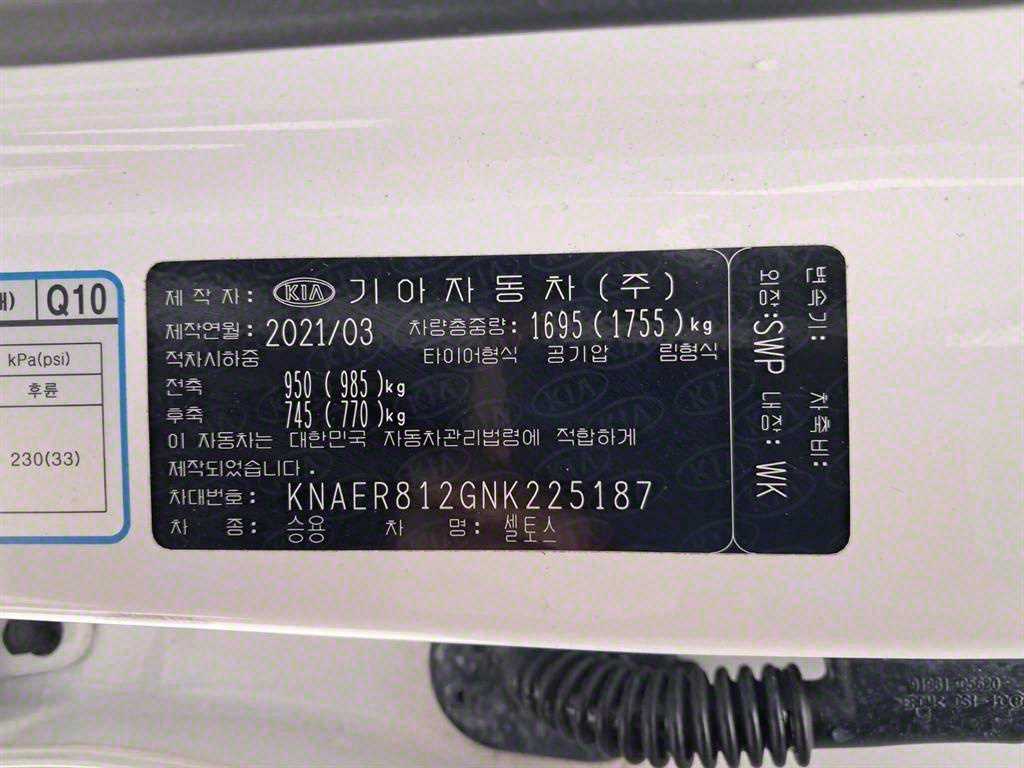 Q10
kPa(psi)
후륜
230(33)
제작자: KIA 기아자동차(주)
제작연월: 2021/03 차량총중량: 1695(1755)kg
적차시하중 타이어형식 공기압 림형식
전축 950(985)kg
후축 745(770)kg
이 자동차는 대한민국 자동차관리법령에 적합하게
제작되었습니다.
차대번호: KNAER812GNK225187
차 종: 승용 차 명: 셀토스
변속기: 차축비:
외장:SWP 내장: WK